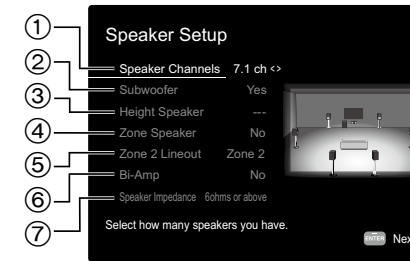 Speaker Setup
① Speaker Channels 7.1 ch <>
② Subwoofer Yes
③ Height Speaker ---
④ Zone Speaker No
⑤ Zone 2 Lineout Zone 2
⑥ Bi-Amp No
⑦ Speaker Impedance 6ohms or above
Select how many speakers you have.
ENTER Nex